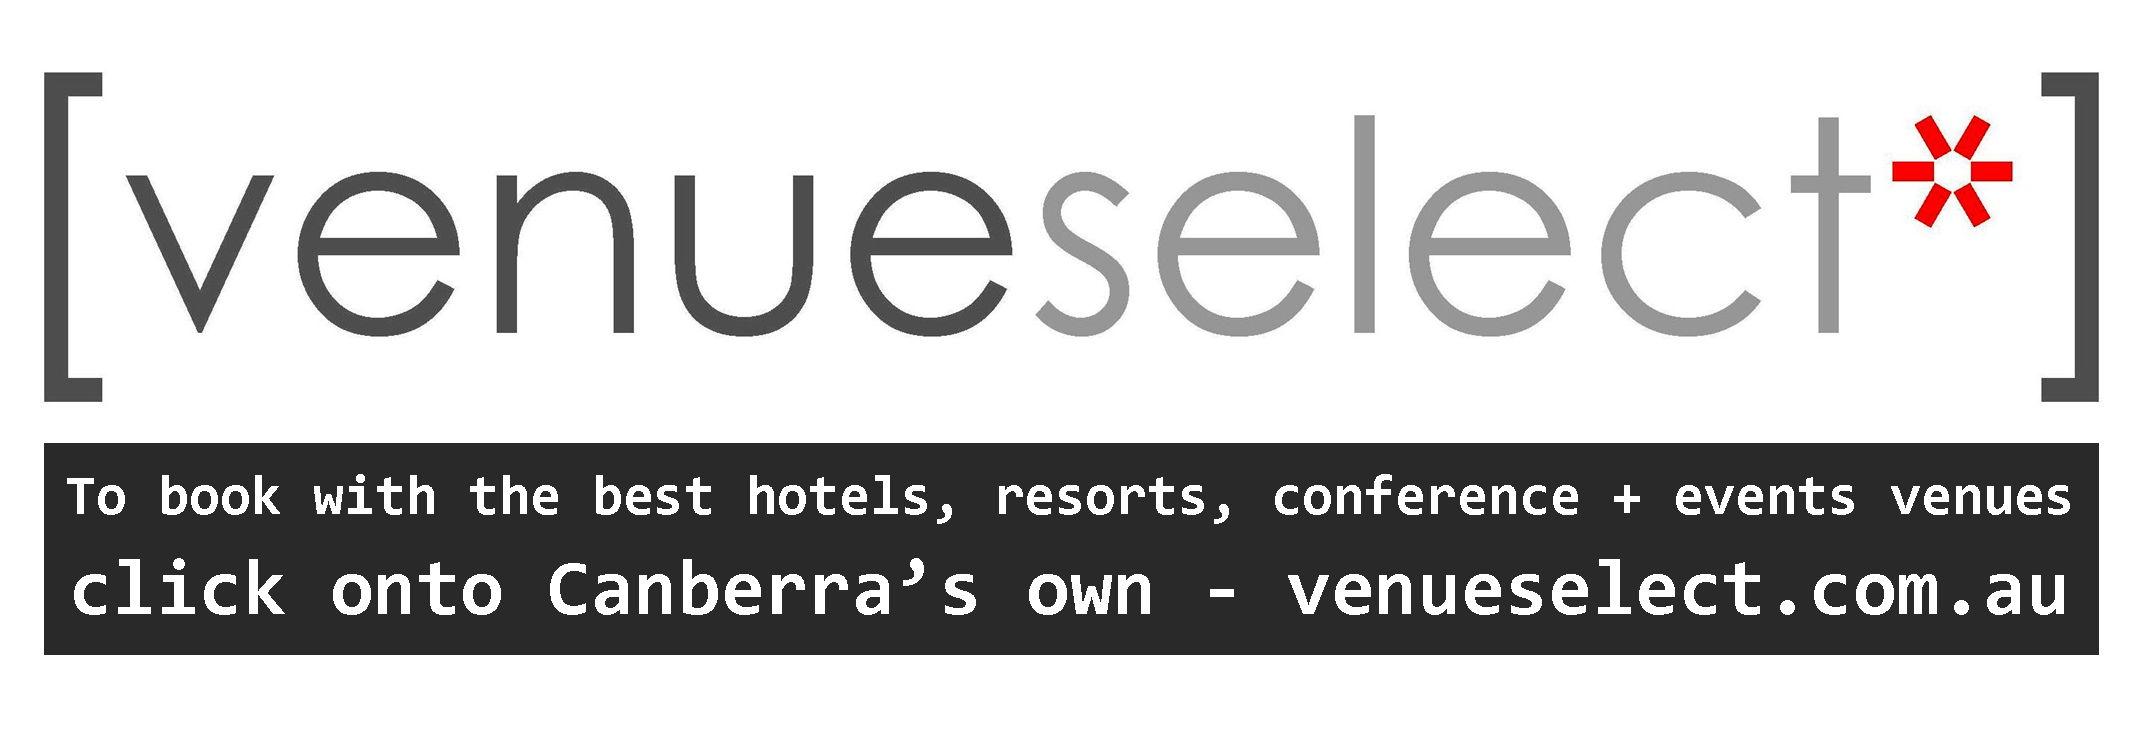 [venueselect*]
To book with the best hotels, resorts, conference + events venues
click onto Canberra’s own - venueselect.com.au